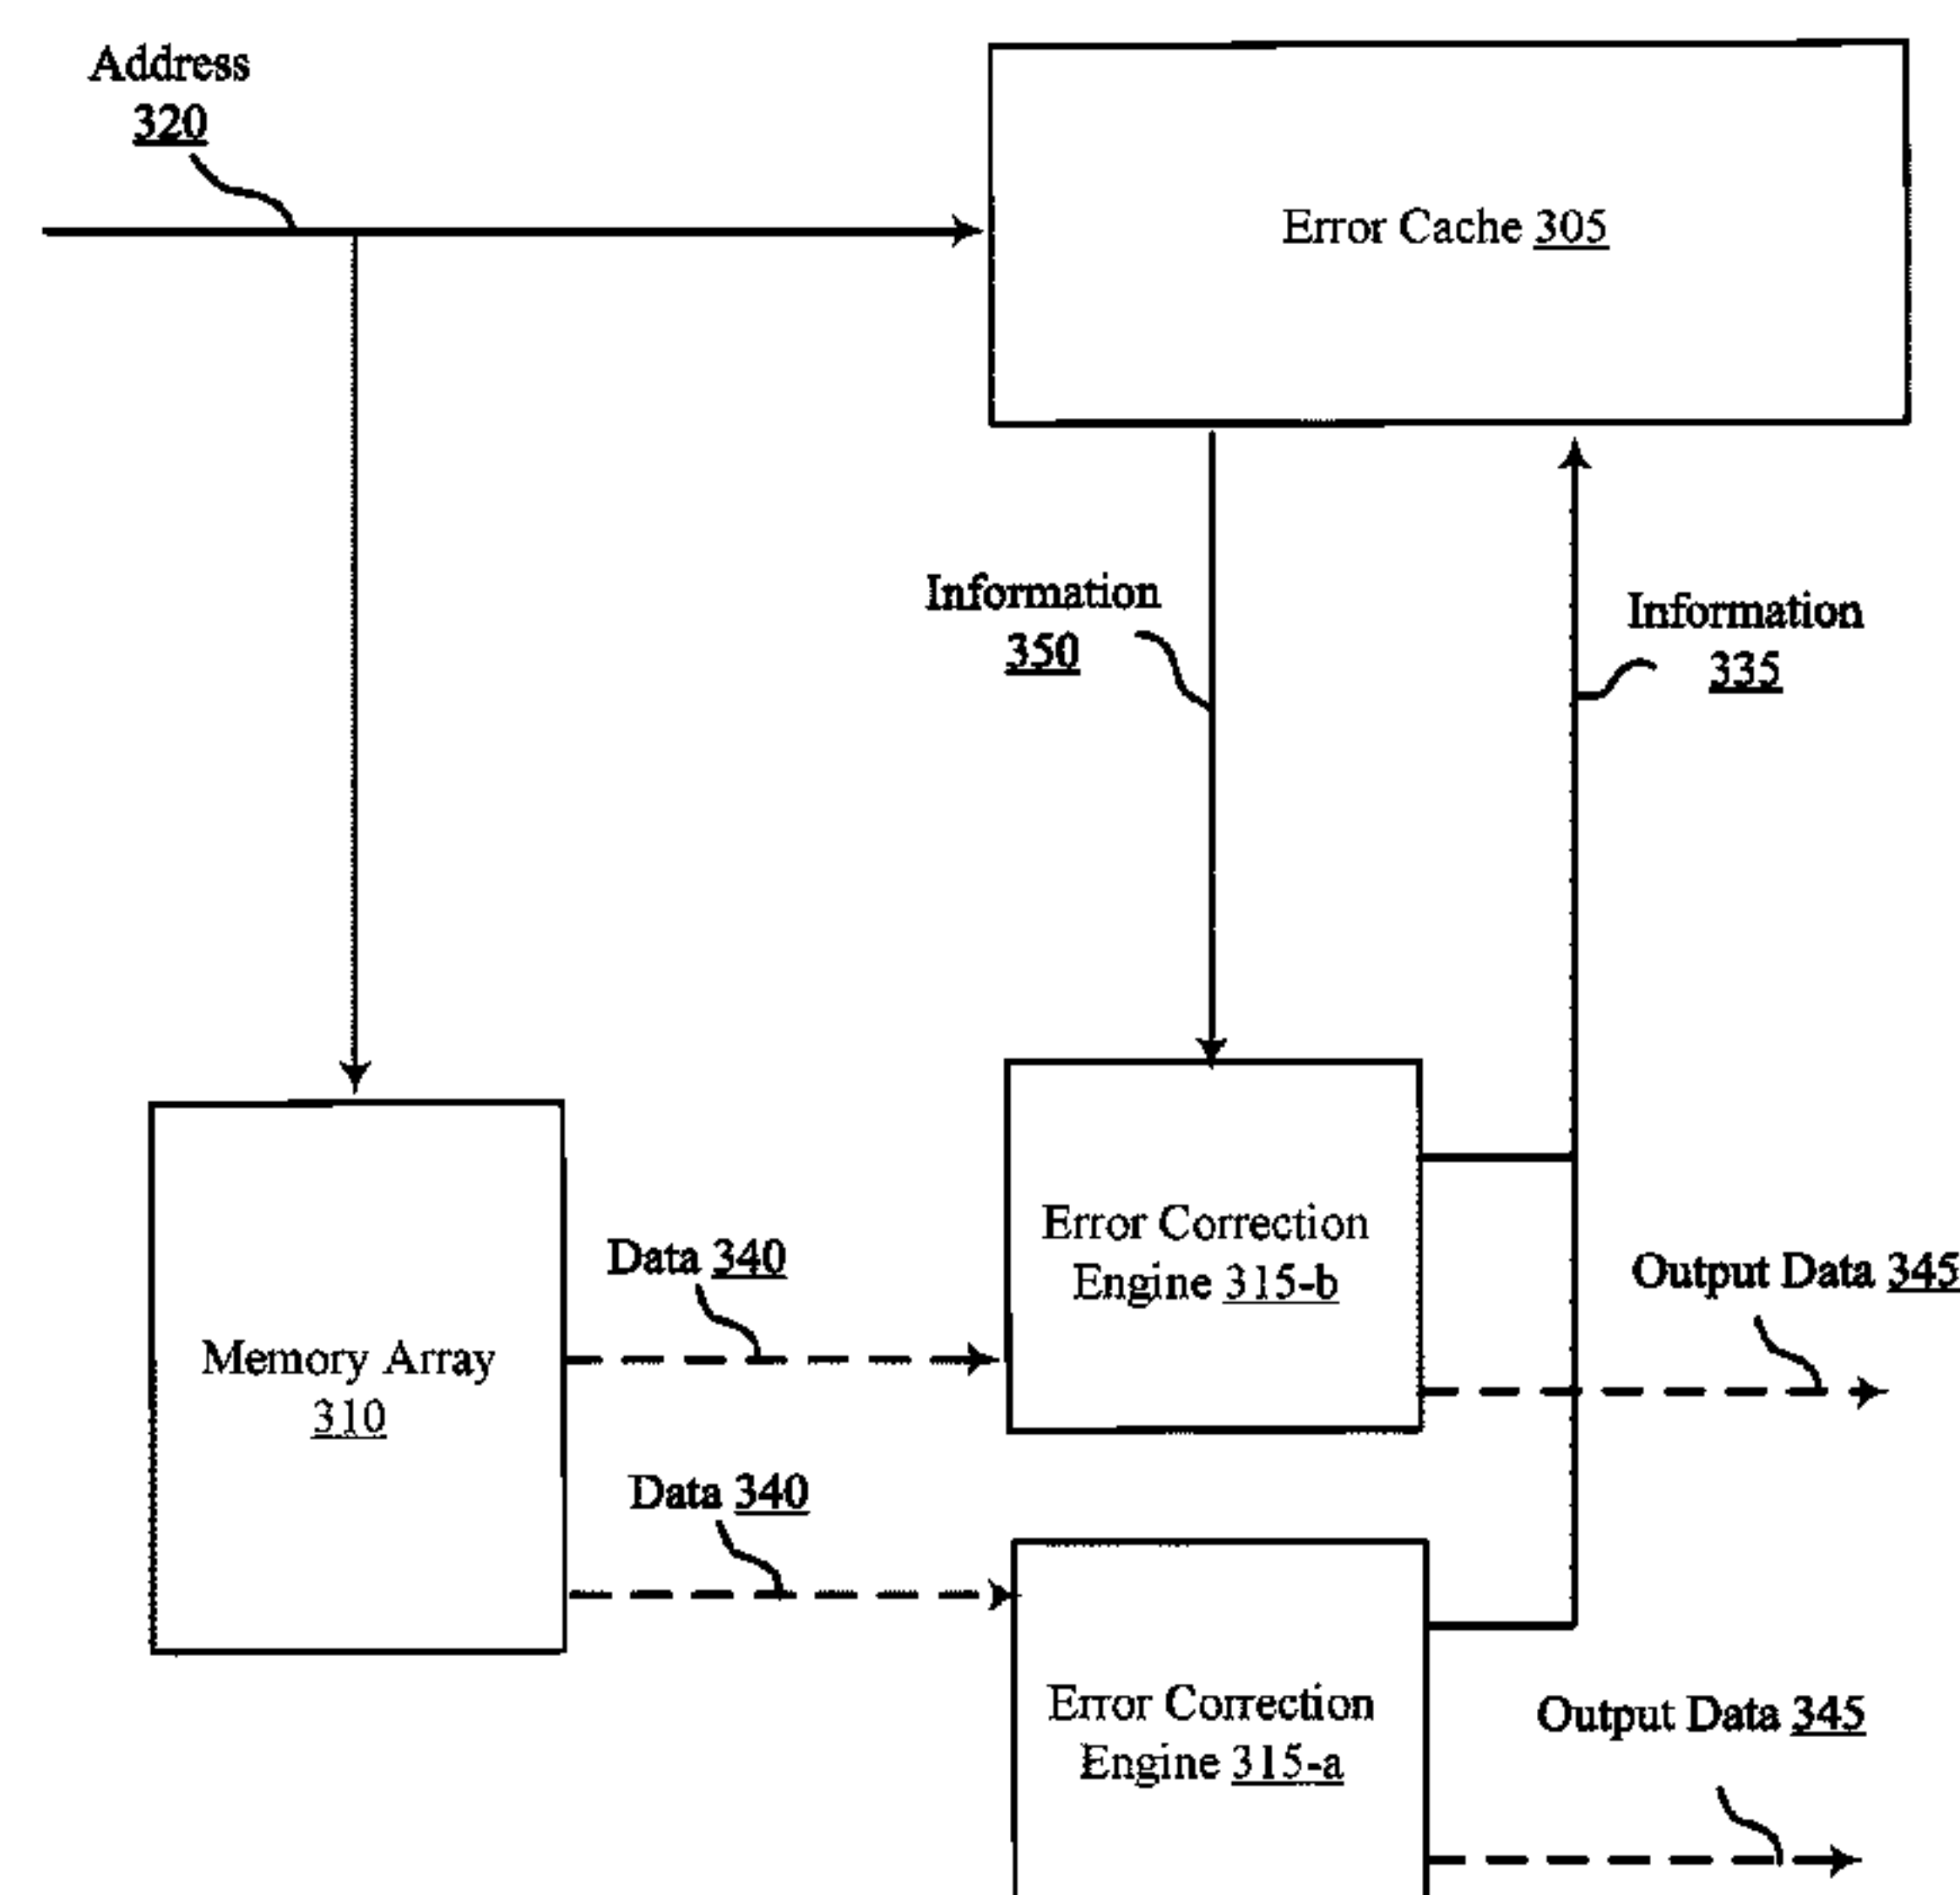 Address
320
Error Cache 305
Information
350
Information
335
Error Correction
Engine 315-b
Data 340
Output Data 345
Memory Array
310
Data 340
Error Correction
Engine 315-a
Output Data 345